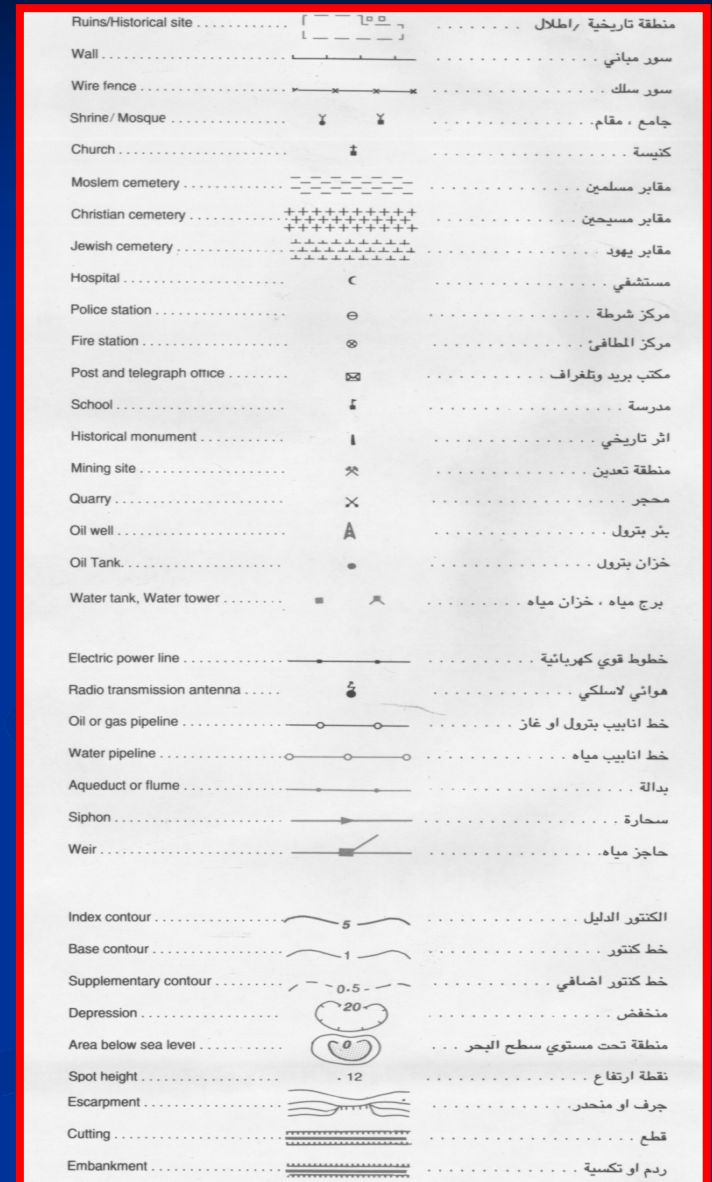 Ruins/Historical site ............ منطقة تاريخية /اطلال ........
Wall ............ سور مباني ............
Wire fence ............ سور سلك ............
Shrine/ Mosque ............ جامع ، مقام. ............
Church ............ كنيسة ............
Moslem cemetery ............ مقابر مسلمين ............
Christian cemetery ............ مقابر مسيحين ............
Jewish cemetery ............ مقابر يهود ............
Hospital ............ مستشفي ............
Police station ............ مركز شرطة ............
Fire station ............ مركز المطافئ ............
Post and telegraph office ........ مكتب بريد وتلغراف ........
School ............ مدرسة ............
Historical monument ............ اثر تاريخي ............
Mining site ............ منطقة تعدين ............
Quarry ............ محجر ............
Oil well ............ بئر بترول ............
Oil Tank. ............ خزان بترول ............
Water tank, Water tower ........ برج مياه ، خزان مياه .........
Electric power line ............ خطوط قوي كهربائية ..........
Radio transmission antenna ..... هوائي لاسلكي ............
Oil or gas pipeline ............ خط انابيب بترول او غاز ........
Water pipeline ............ خط انابيب مياه ............
Aqueduct or flume ............ بدالة ............
Siphon ............ سحارة ............
Weir ............ حاجز مياه. ............
Index contour ............ 5 الكنتور الدليل ............
Base contour ............ 1 خط كنتور ............
Supplementary contour .......... 0.5 خط كنتور اضافي ..........
Depression ............ 20 منخفض ............
Area below sea level ............ 0 منطقة تحت مستوي سطح البحر ...
Spot height ............ . 12 نقطة ارتفاع ............
Escarpment ............ جرف او منحدر. ............
Cutting ............ قطع ............
Embankment ............ ردم او تكسية ............